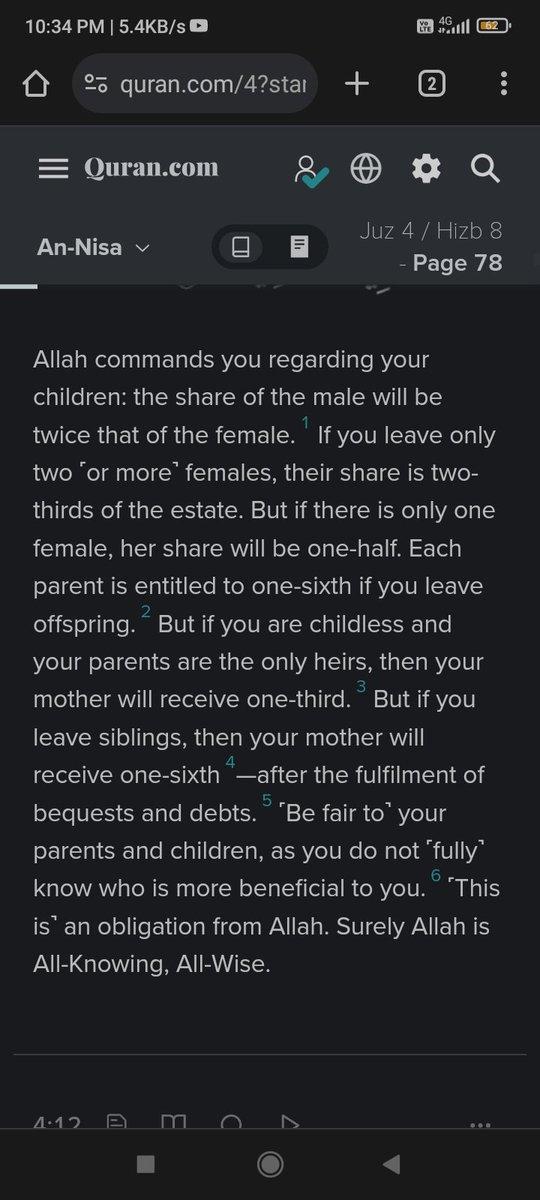 10:34 PM | 5.4KB/s
Vo LTE 4G 62
quran.com/4?star
2
Quran.com
An-Nisa
Juz 4 / Hizb 8
- Page 78
Allah commands you regarding your
children: the share of the male will be
twice that of the female. 1 If you leave only
two ˹or more˺ females, their share is two-
thirds of the estate. But if there is only one
female, her share will be one-half. Each
parent is entitled to one-sixth if you leave
offspring. 2 But if you are childless and
your parents are the only heirs, then your
mother will receive one-third. 3 But if you
leave siblings, then your mother will
receive one-sixth 4—after the fulfilment of
bequests and debts. 5 ˹Be fair to˺ your
parents and children, as you do not ˹fully˺
know who is more beneficial to you. 6 ˹This
is˺ an obligation from Allah. Surely Allah is
All-Knowing, All-Wise.
4:12